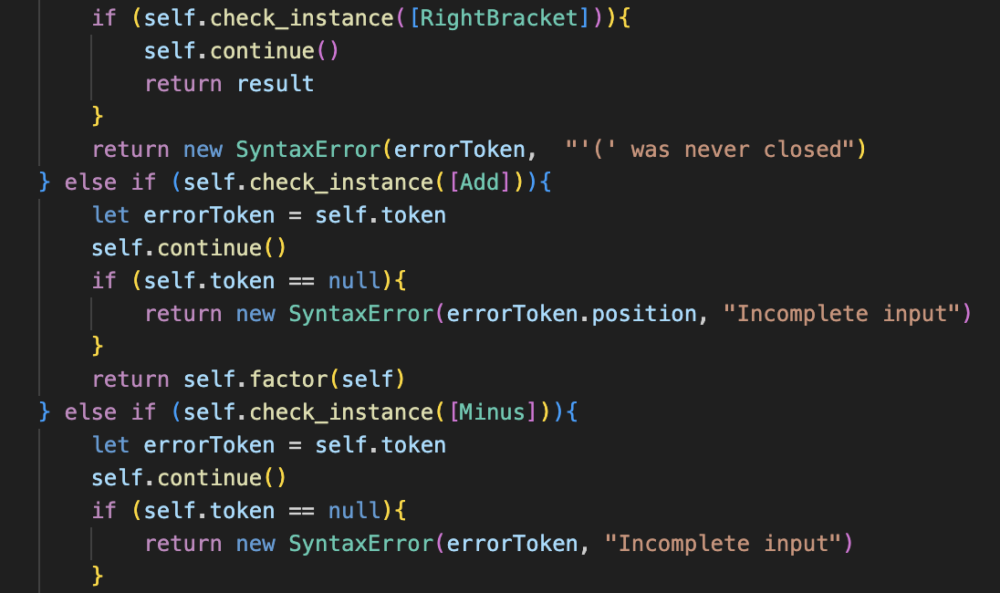 if (self.check_instance([RightBracket])){
self.continue()
return result
}
return new SyntaxError(errorToken,  "'(' was never closed")
} else if (self.check_instance([Add])){
let errorToken = self.token
self.continue()
if (self.token == null){
return new SyntaxError(errorToken.position, "Incomplete input")
}
return self.factor(self)
} else if (self.check_instance([Minus])){
let errorToken = self.token
self.continue()
if (self.token == null){
return new SyntaxError(errorToken, "Incomplete input")
}